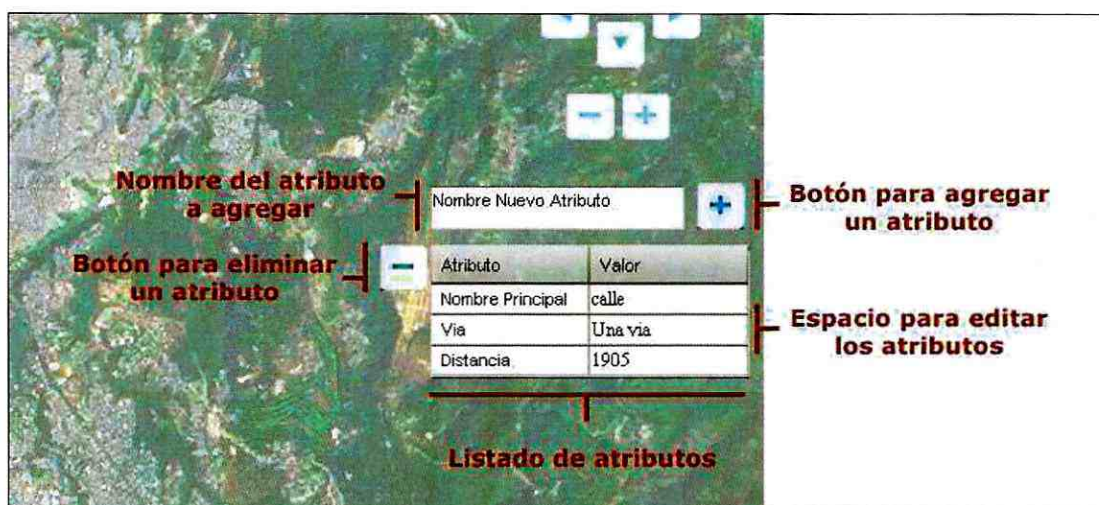 Nombre del atributo
a agregar
Nombre Nuevo Atributo
Botón para agregar
un atributo
Botón para eliminar
un atributo
Atributo Valor
Nombre Principal calle
Via Una via
Distancia 1905
Espacio para editar
los atributos
Listado de atributos